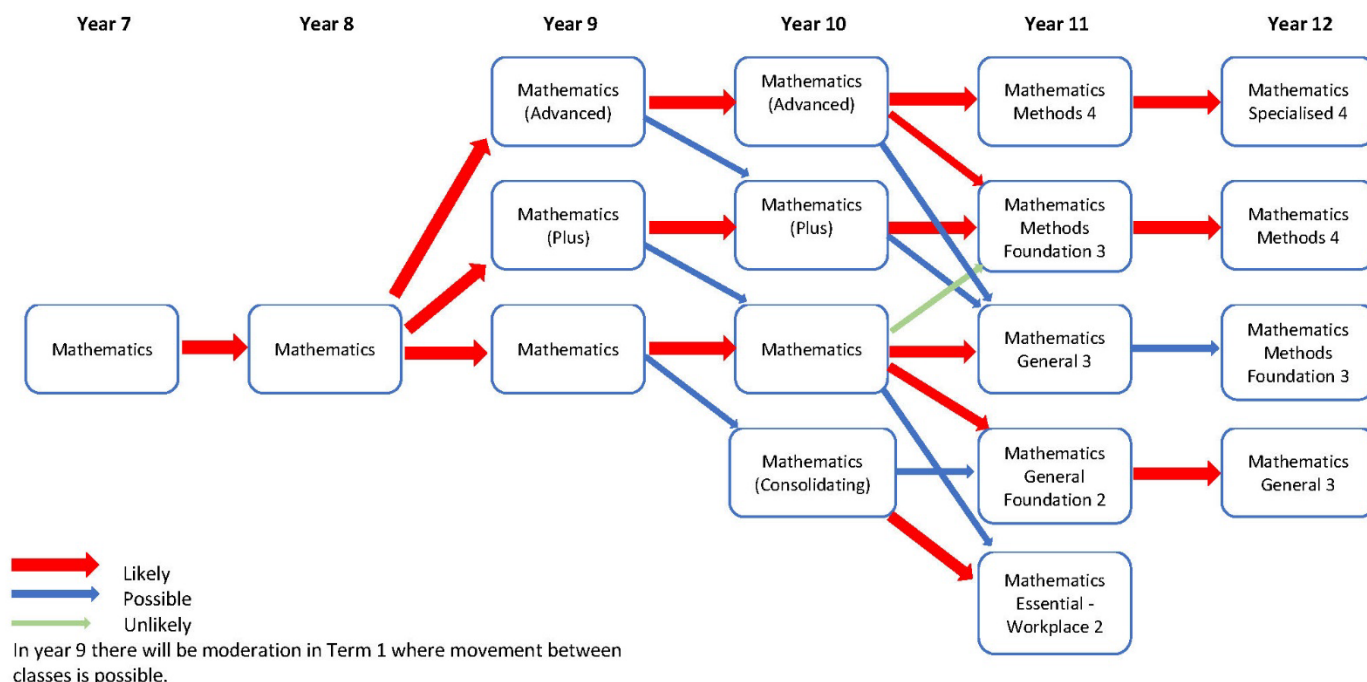 Year 7
Year 8
Year 9
Year 10
Year 11
Year 12
Mathematics
(Advanced)
Mathematics
(Advanced)
Mathematics
Methods 4
Mathematics
Specialised 4
Mathematics
(Plus)
Mathematics
(Plus)
Mathematics
Methods
Foundation 3
Mathematics
Methods 4
Mathematics
Mathematics
Mathematics
Mathematics
Mathematics
General 3
Mathematics
Methods
Foundation 3
Mathematics
(Consolidating)
Mathematics
General
Foundation 2
Mathematics
General 3
Mathematics
Essential -
Workplace 2
Likely
Possible
Unlikely
In year 9 there will be moderation in Term 1 where movement between
classes is possible.